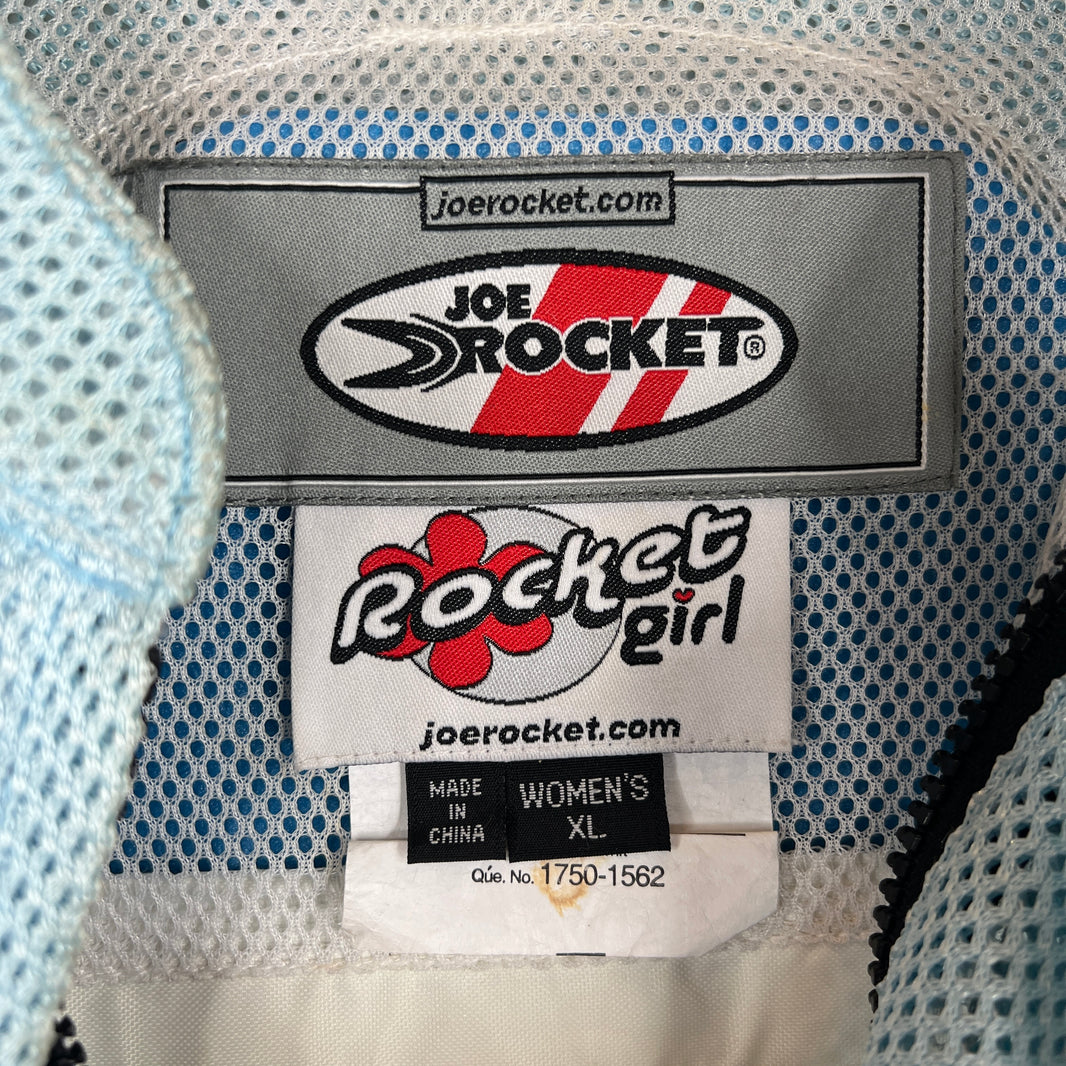 joerocket.com
JOE
ROCKET®
Rocket
girl
joerocket.com
MADE
IN
CHINA
WOMEN'S
XL
Qúe. No. 1750-1562